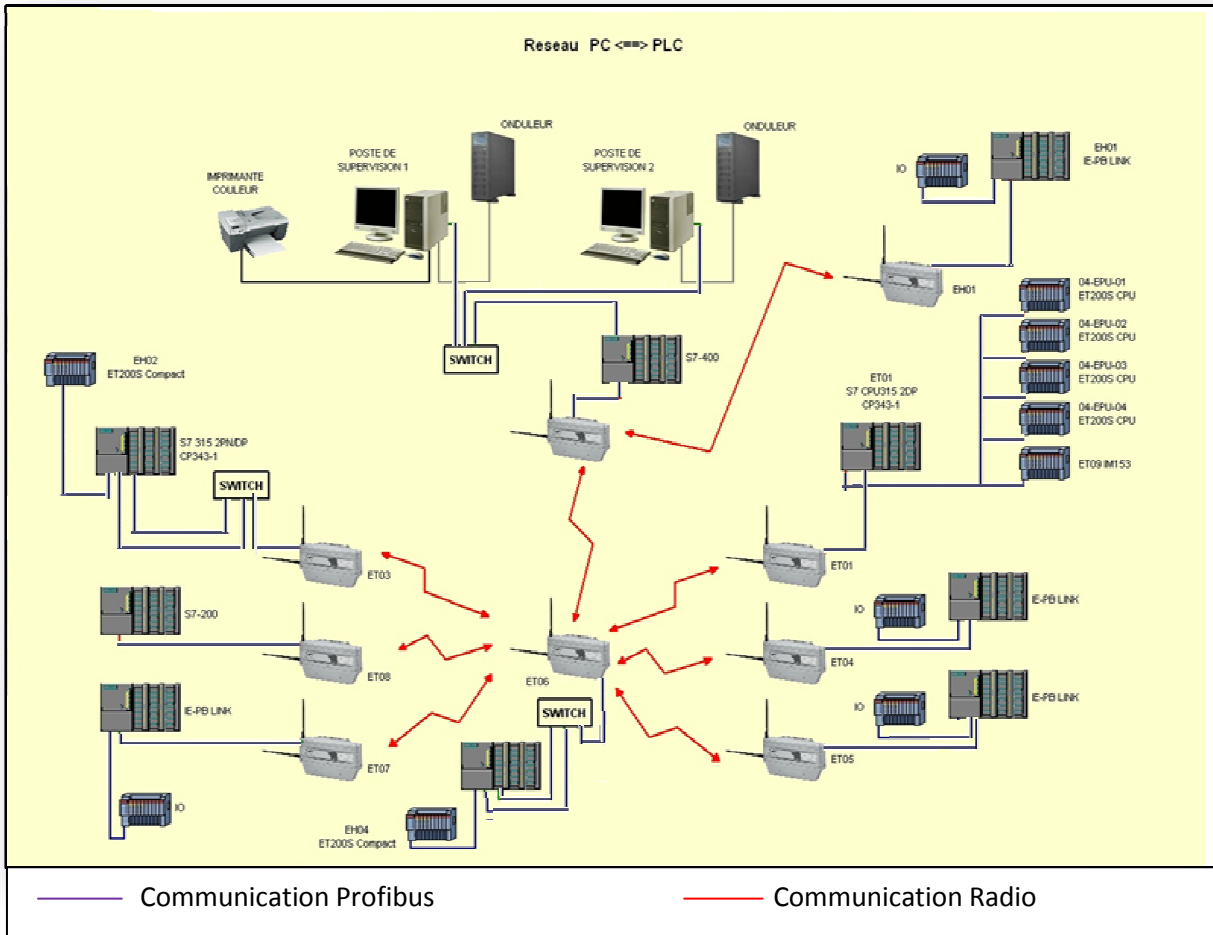 Reseau PC <==> PLC
ONDULEUR
ONDULEUR
POSTE DE
SUPERVISION 1
POSTE DE
SUPERVISION 2
IMPRIMANTE
COULEUR
EH01
IE-PB LINK
IO
EH01
SWITCH
S7-400
04-EPU-01
ET200S CPU
04-EPU-02
ET200S CPU
04-EPU-03
ET200S CPU
04-EPU-04
ET200S CPU
ET09 IM153
EH02
ET200S Compact
ET01
S7 CPU315 2DP
CP343-1
S7 315 2PN/DP
CP343-1
SWITCH
ET03
ET01
S7-200
IO
IE-PB LINK
ET08
ET06
ET04
IE-PB LINK
SWITCH
IO
IE-PB LINK
ET07
ET05
IO
EH04
ET200S Compact
Communication Profibus
Communication Radio